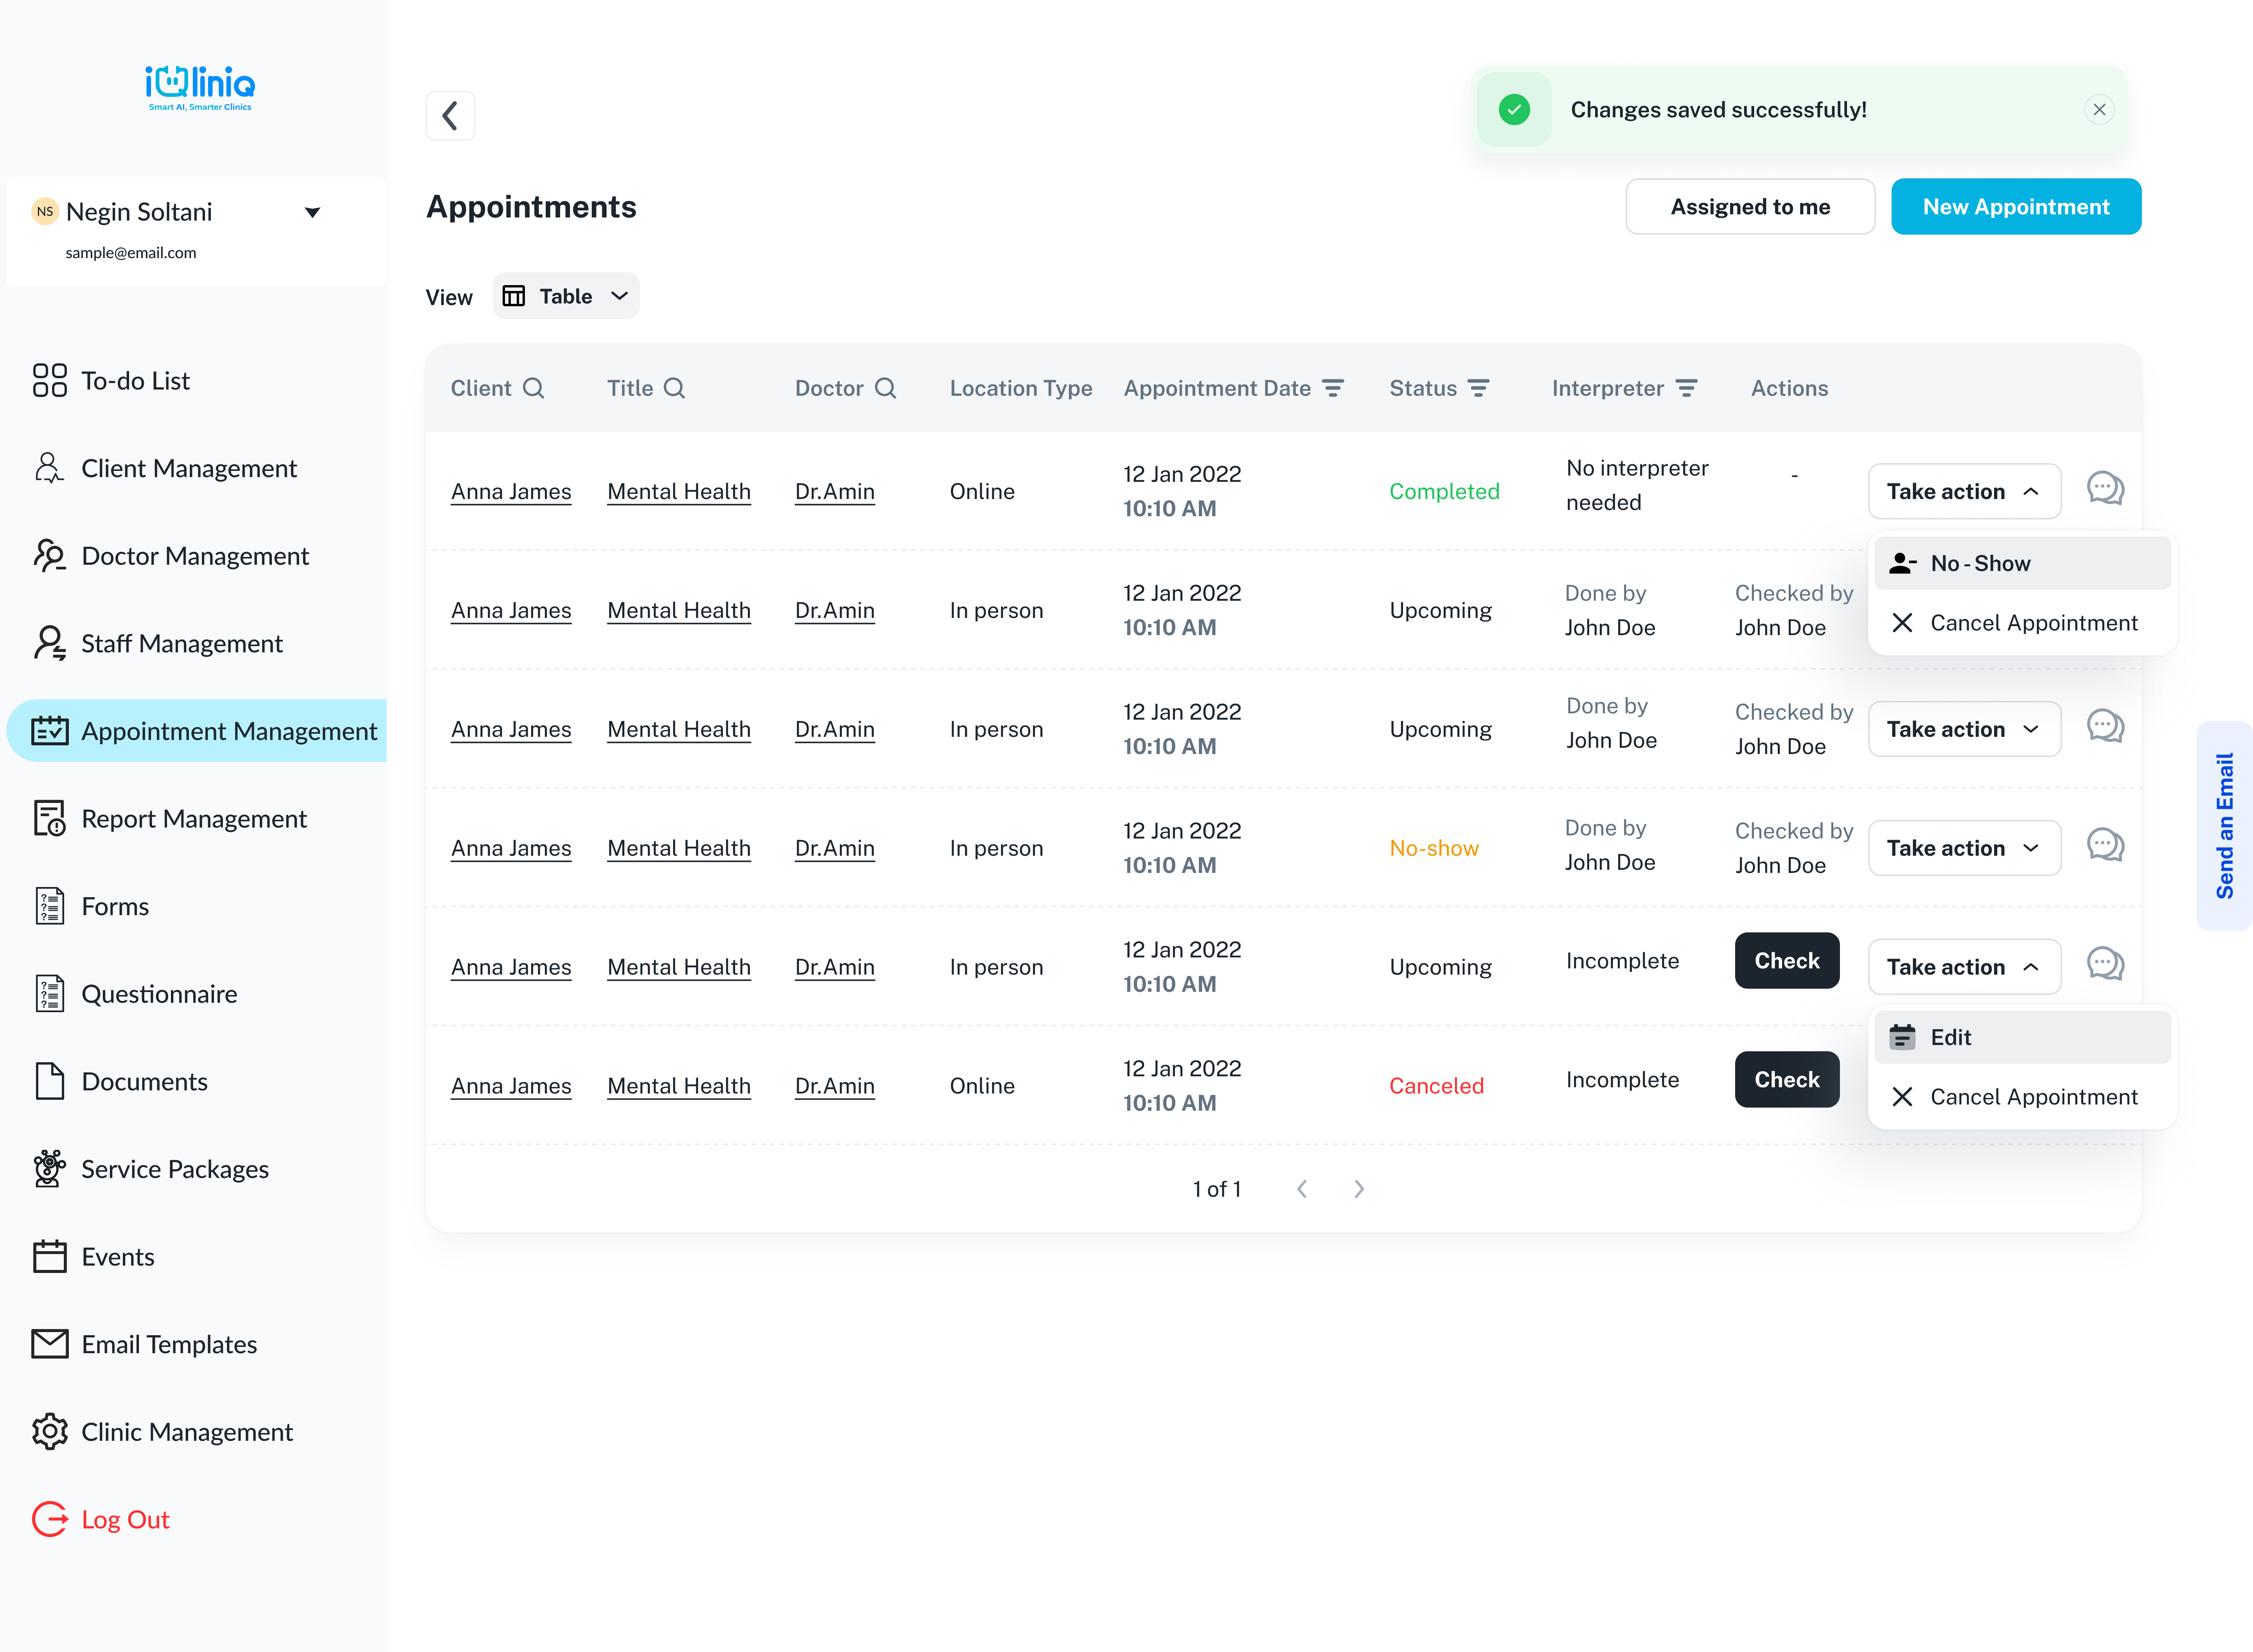 iQliniQ
Smart AI, Smarter Clinics
Changes saved successfully!
NS Negin Soltani
sample@email.com
Appointments
Assigned to me
New Appointment
View
Table
To-do List
Client Management
Doctor Management
Staff Management
Appointment Management
Report Management
Forms
Questionnaire
Documents
Service Packages
Events
Email Templates
Clinic Management
Log Out
Client Title Doctor Location Type Appointment Date Status Interpreter Actions
Anna James Mental Health Dr.Amin Online 12 Jan 2022 Completed No interpreter - Take action
10:10 AM needed
No - Show
Cancel Appointment
Anna James Mental Health Dr.Amin In person 12 Jan 2022 Upcoming Done by Checked by
10:10 AM John Doe John Doe
Anna James Mental Health Dr.Amin In person 12 Jan 2022 Upcoming Done by Checked by Take action
10:10 AM John Doe John Doe
Anna James Mental Health Dr.Amin In person 12 Jan 2022 No-show Done by Checked by Take action
10:10 AM John Doe John Doe
Anna James Mental Health Dr.Amin In person 12 Jan 2022 Upcoming Incomplete Check Take action
10:10 AM
Edit
Cancel Appointment
Anna James Mental Health Dr.Amin Online 12 Jan 2022 Canceled Incomplete Check
10:10 AM
1 of 1
Send an Email